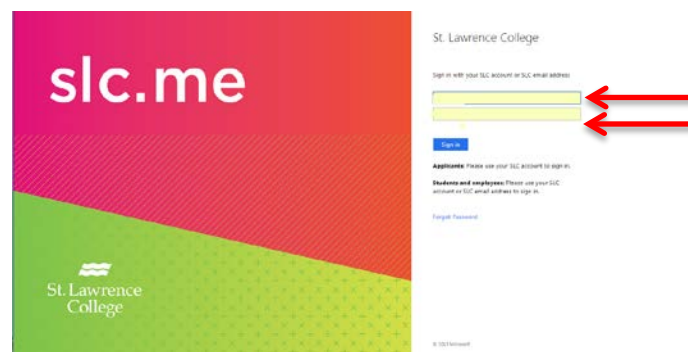 slc.me
St. Lawrence
College
St. Lawrence College
Sign in with your SLC account or SLC email address
Sign in
Applicants: Please use your SLC account to sign in.
Students and employees: Please use your SLC
account or SLC email address to sign in.
Forgot Password